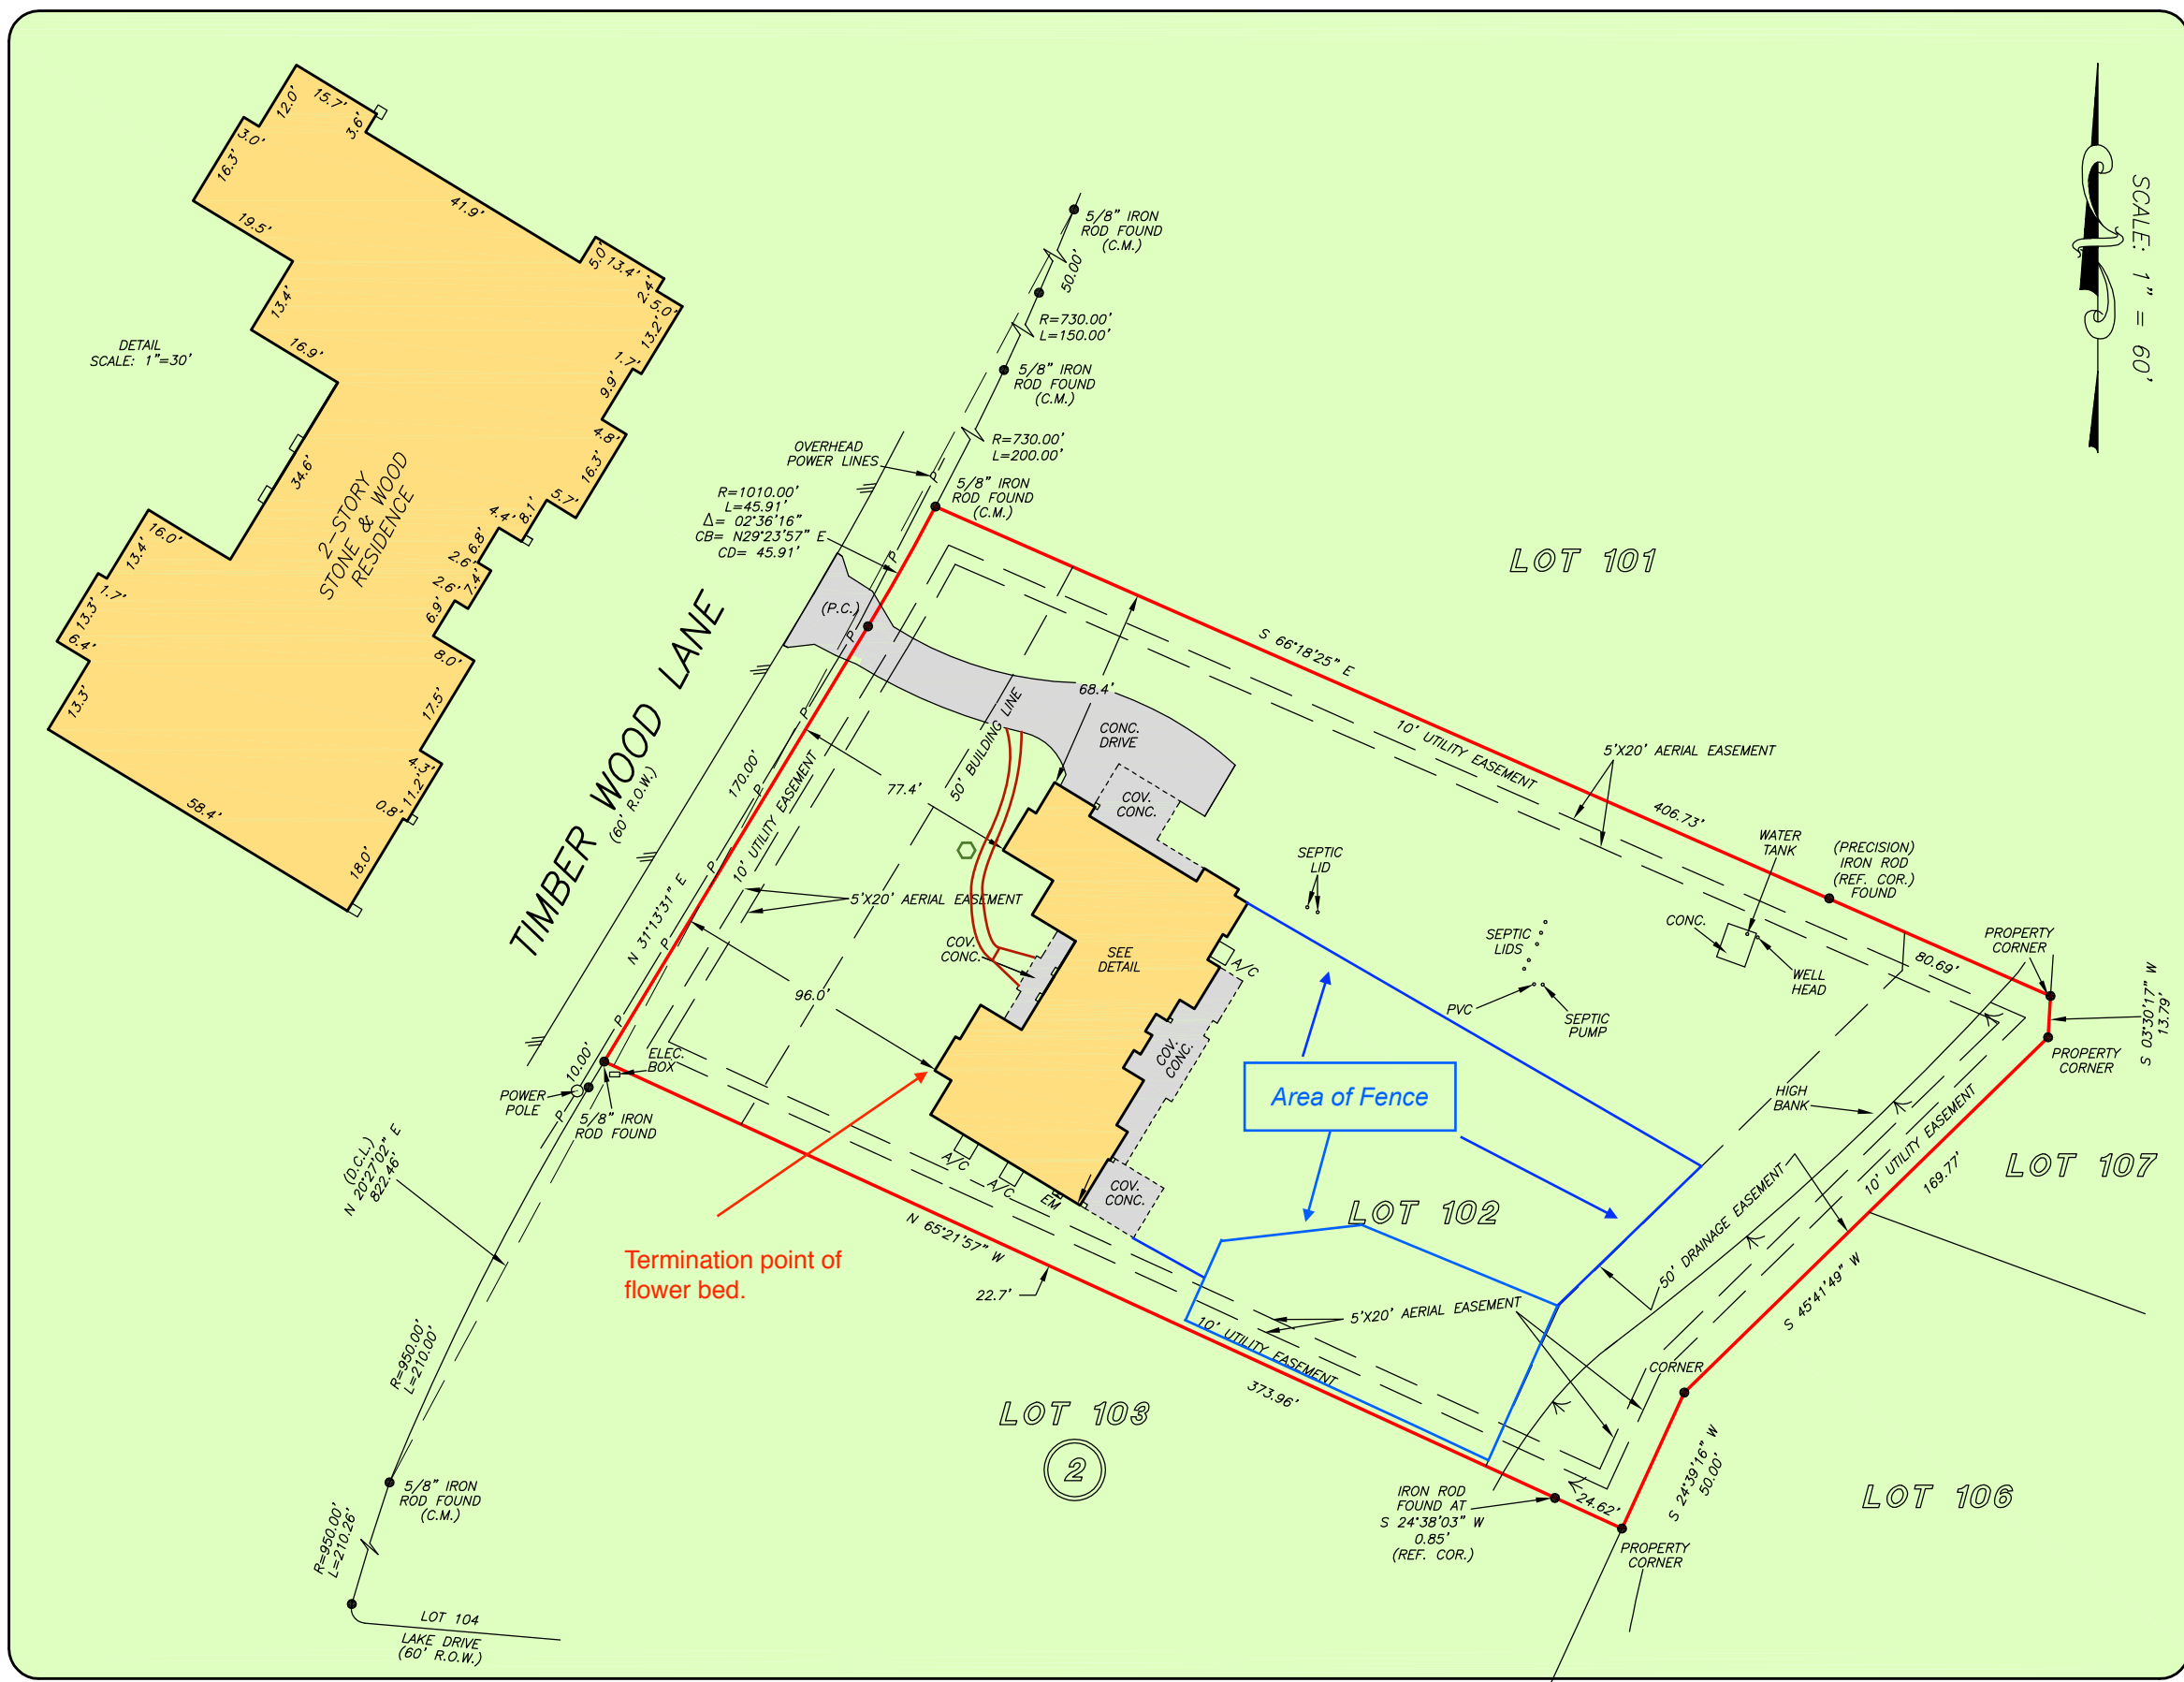 15.7'
12.0'
3.6'
3.0'
16.3'
41.9'
19.5'
5.0'
13.4'
2.4'
5.0'
13.2'
13.4'
1.7'
9.9'
16.9'
4.8'
16.3'
DETAIL
SCALE: 1"=30'
34.6'
2-STORY
STONE & WOOD
RESIDENCE
5.7'
8.1'
4.4'
16.0'
6.8'
2.6'
7.4'
2.6'
6.9'
13.4'
1.7'
13.3'
6.4'
8.0'
13.3'
17.5'
4.3'
11.2'
0.8'
58.4'
18.0'
SCALE: 1" = 60'
5/8" IRON
ROD FOUND
(C.M.)
50.00'
R=730.00'
L=150.00'
5/8" IRON
ROD FOUND
(C.M.)
R=730.00'
L=200.00'
OVERHEAD
POWER LINES
5/8" IRON
ROD FOUND
(C.M.)
R=1010.00'
L=45.91'
Δ= 02°36'16"
CB= N29°23'57" E
CD= 45.91'
P
P
P
P
P
P
P
P
P
LOT 101
(P.C.)
TIMBER WOOD LANE
(60' R.O.W.)
S 66°18'25" E
68.4'
CONC.
DRIVE
10' UTILITY EASEMENT
5'X20' AERIAL EASEMENT
406.73'
50' BUILDING LINE
170.00'
77.4'
10' UTILITY EASEMENT
COV.
CONC.
WATER
TANK
(PRECISION)
IRON ROD
(REF. COR.)
FOUND
SEPTIC
LID
5'X20' AERIAL EASEMENT
N 31°13'31" E
COV.
CONC.
SEE
DETAIL
A/C
SEPTIC
LIDS
CONC.
PROPERTY
CORNER
80.69'
WELL
HEAD
PVC
SEPTIC
PUMP
S 03°30'17" W
13.79'
96.0'
PROPERTY
CORNER
10.00'
ELEC.
BOX
POWER
POLE
5/8" IRON
ROD FOUND
COV.
CONC.
Area of Fence
HIGH
BANK
10' UTILITY EASEMENT
LOT 107
169.77'
(D.C.L.)
N 20°27'02" E
822.46'
A/C
A/C
EM
COV.
CONC.
LOT 102
50' DRAINAGE EASEMENT
N 65°21'57" W
Termination point of
flower bed.
22.7'
S 45°41'49" W
5'X20' AERIAL EASEMENT
10' UTILITY EASEMENT
CORNER
R=950.00'
L=210.00'
373.96'
LOT 103
2
S 24°39'16" W
50.00'
LOT 106
24.62'
IRON ROD
FOUND AT
S 24°38'03" W
0.85'
(REF. COR.)
PROPERTY
CORNER
5/8" IRON
ROD FOUND
(C.M.)
R=950.00'
L=210.26'
LOT 104
LAKE DRIVE
(60' R.O.W.)